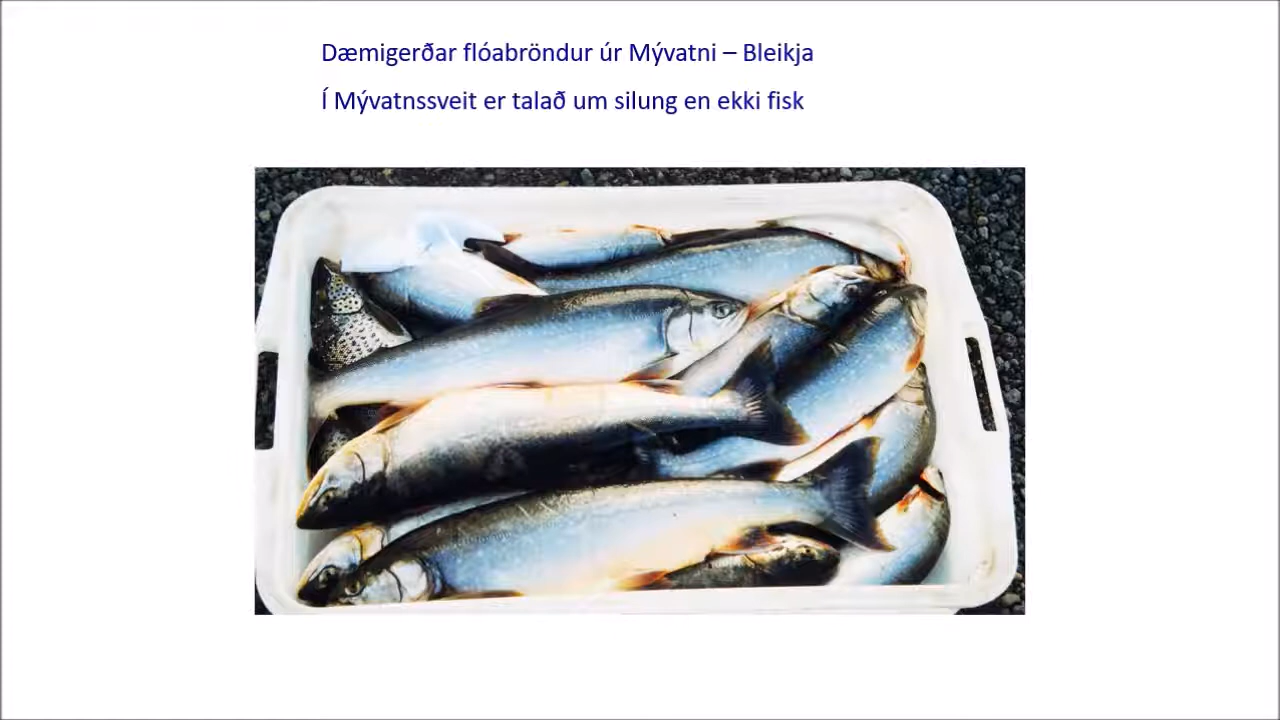 Dæmigerðar flóabröndur úr Mývatni – Bleikja
Í Mývatnssveit er talað um silung en ekki fisk